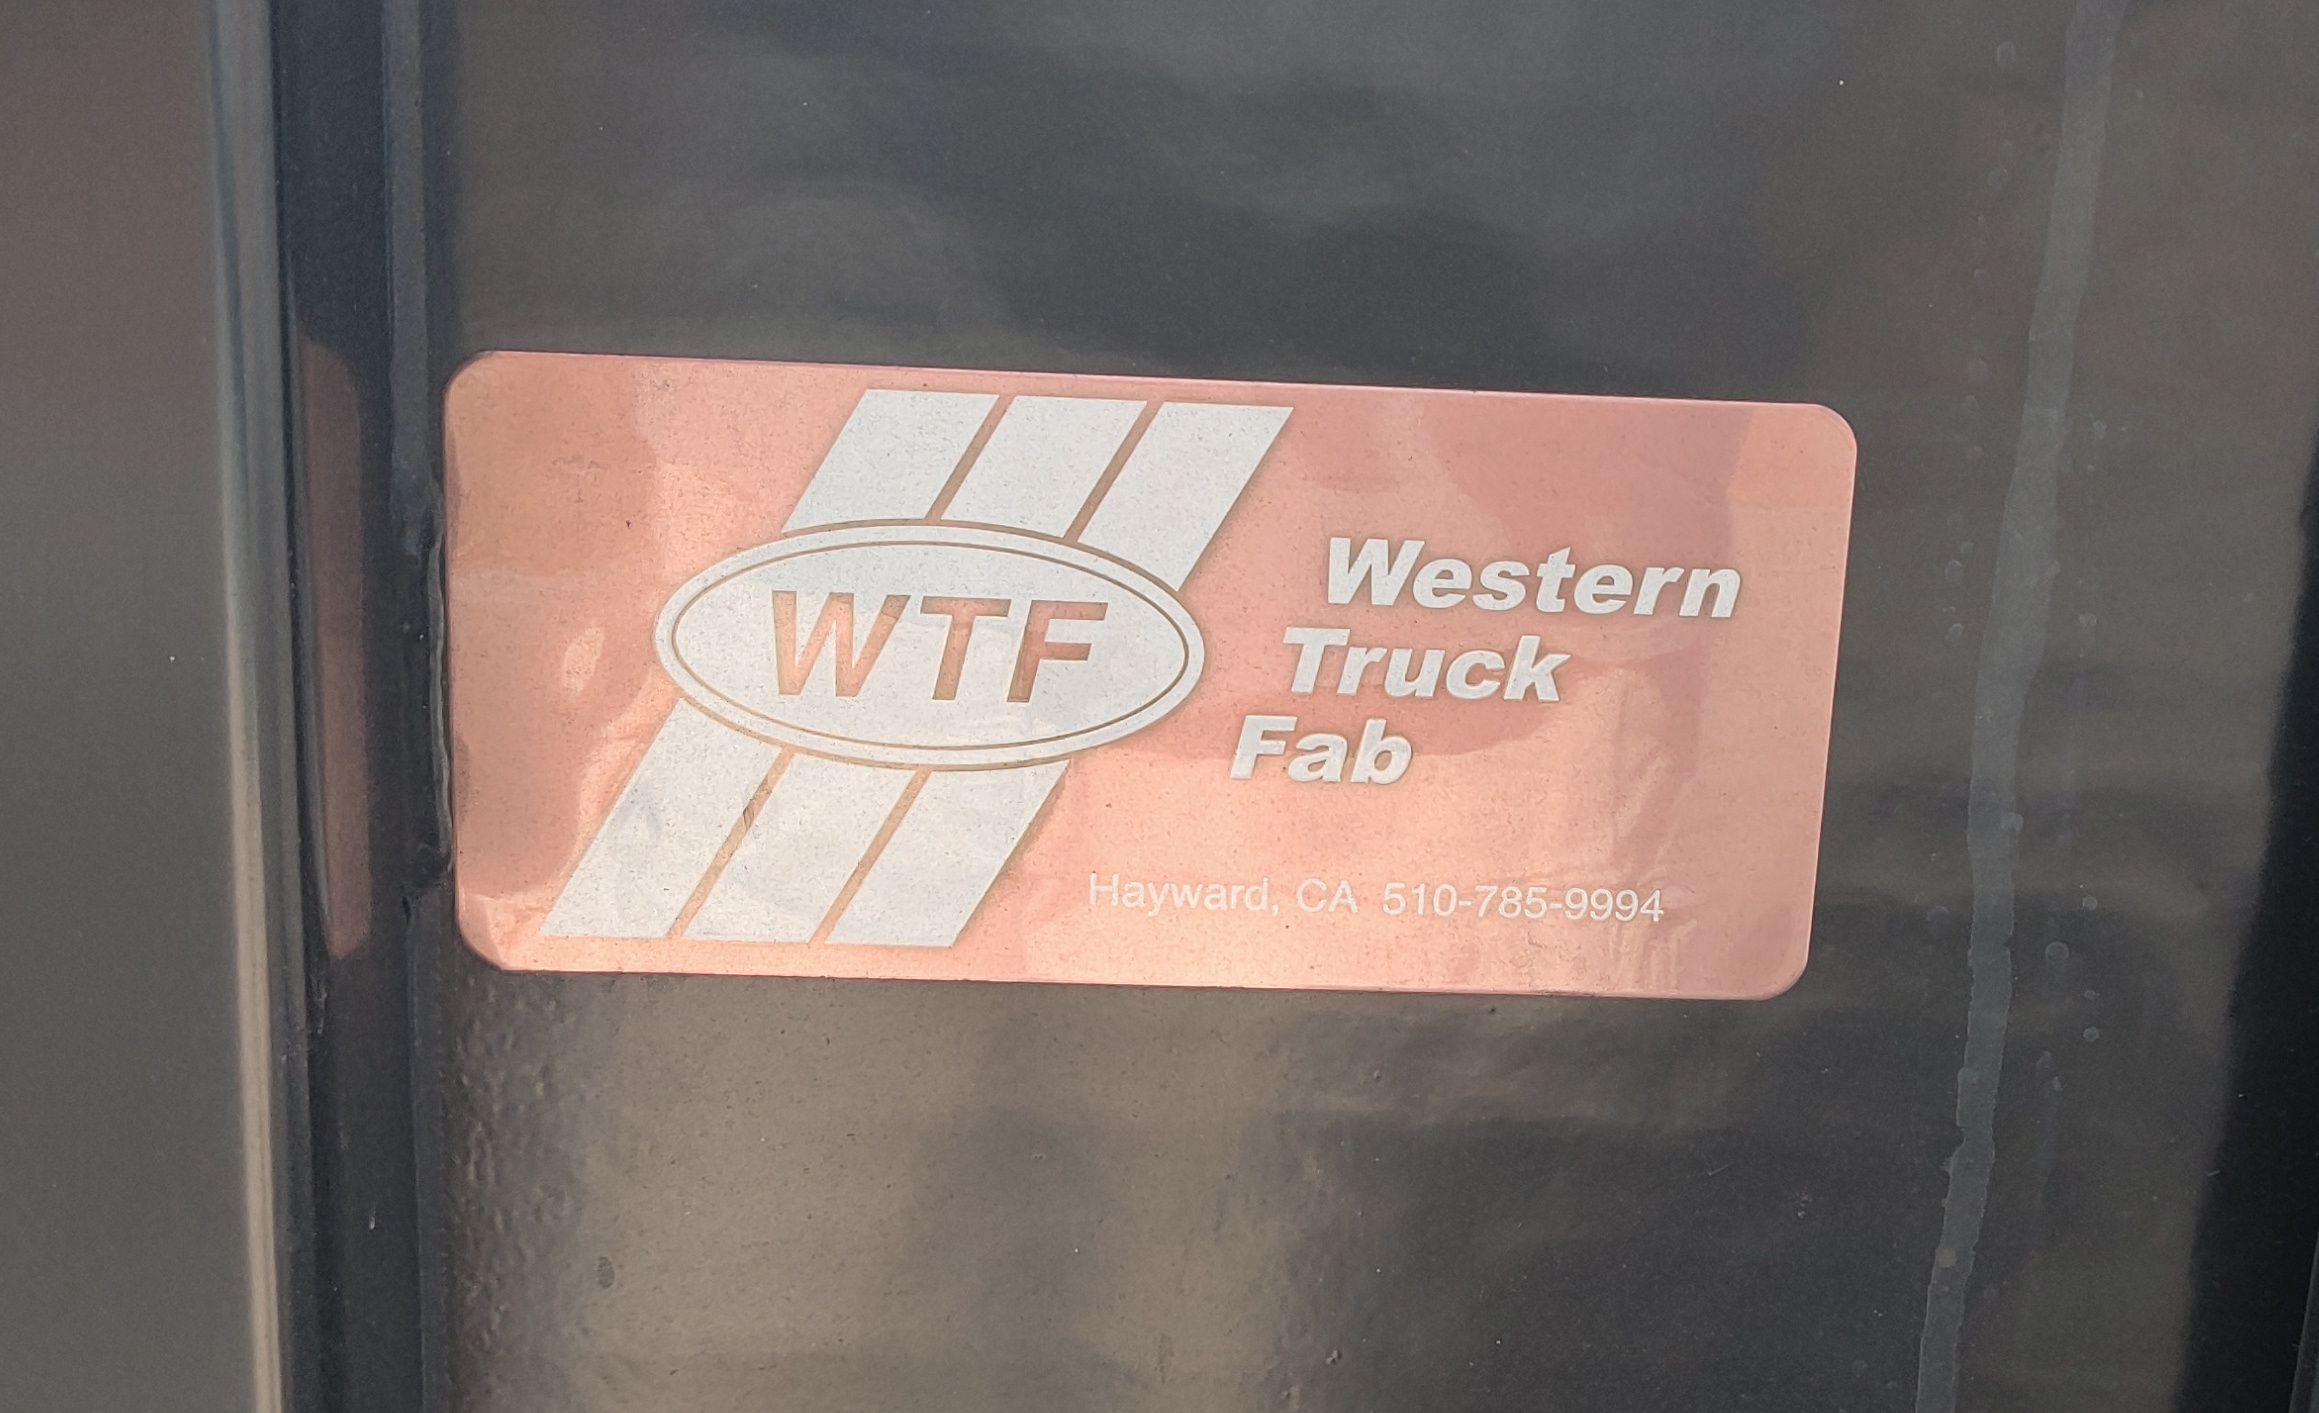 WTF
Western
Truck
Fab
Hayward, CA 510-785-9994